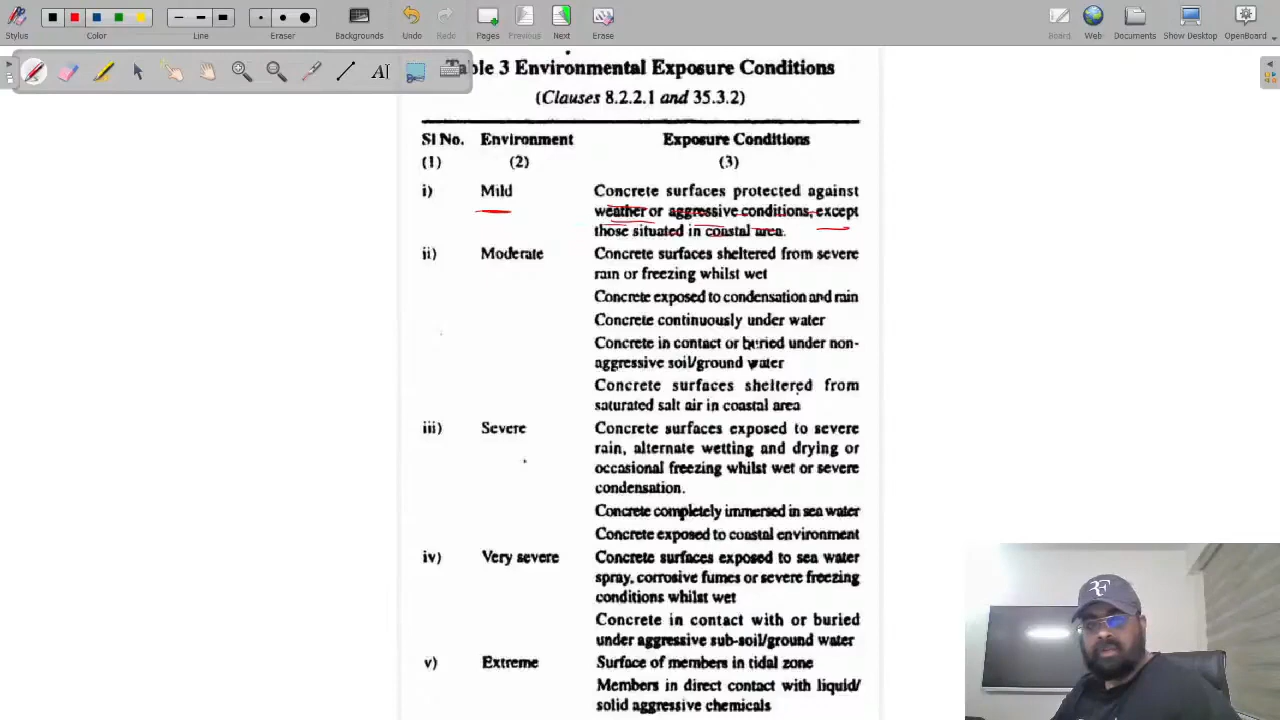 Stylus
Color
Line
Eraser
Backgrounds
Undo
Redo
Pages
Previous
Next
Erase
Board
Web
Documents
Show Desktop
OpenBoard
Table 3 Environmental Exposure Conditions
(Clauses 8.2.2.1 and 35.3.2)
Sl No. Environment Exposure Conditions
(1) (2) (3)
i) Mild Concrete surfaces protected against
weather or aggressive conditions, except
those situated in coastal area.
ii) Moderate Concrete surfaces sheltered from severe
rain or freezing whilst wet
Concrete exposed to condensation and rain
Concrete continuously under water
Concrete in contact or buried under non-
aggressive soil/ground water
Concrete surfaces sheltered from
saturated salt air in coastal area
iii) Severe Concrete surfaces exposed to severe
rain, alternate wetting and drying or
occasional freezing whilst wet or severe
condensation.
Concrete completely immersed in sea water
Concrete exposed to coastal environment
iv) Very severe Concrete surfaces exposed to sea water
spray, corrosive fumes or severe freezing
conditions whilst wet
Concrete in contact with or buried
under aggressive sub-soil/ground water
v) Extreme Surface of members in tidal zone
Members in direct contact with liquid/
solid aggressive chemicals
RF